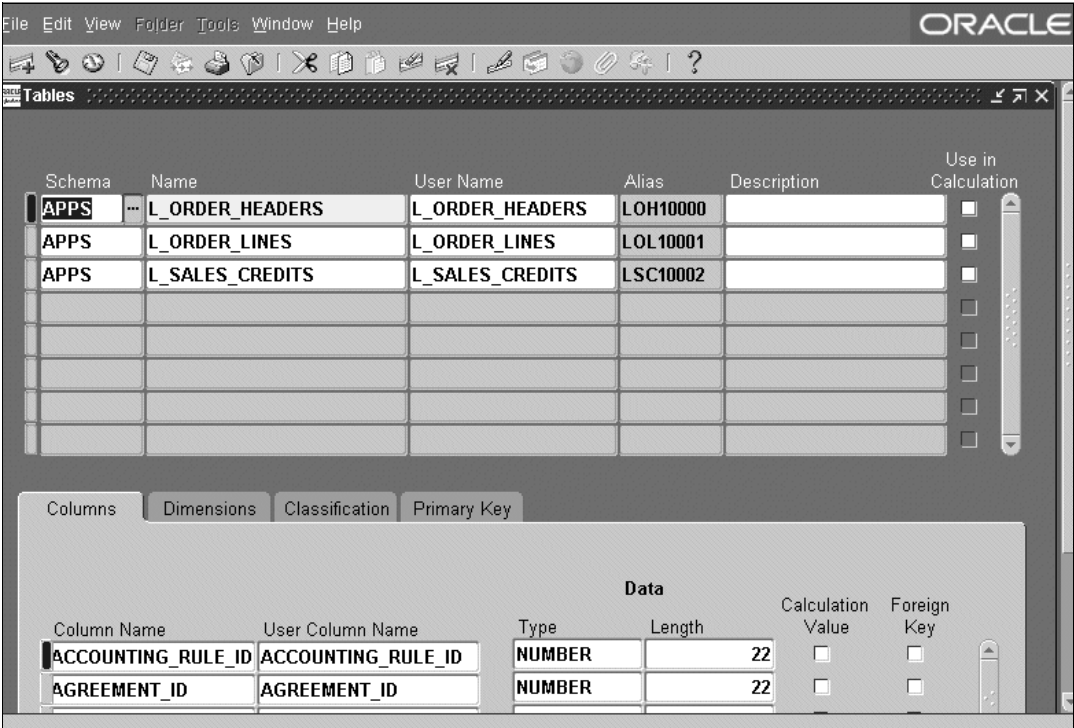 File Edit View Folder Tools Window Help
ORACLE
?
Tables
Schema Name User Name Alias Description Use in Calculation
APPS ... L_ORDER_HEADERS L_ORDER_HEADERS LOH10000
APPS L_ORDER_LINES L_ORDER_LINES LOL10001
APPS L_SALES_CREDITS L_SALES_CREDITS LSC10002
Columns Dimensions Classification Primary Key
Data
Column Name User Column Name Type Length Calculation Value Foreign Key
ACCOUNTING_RULE_ID ACCOUNTING_RULE_ID NUMBER 22
AGREEMENT_ID AGREEMENT_ID NUMBER 22